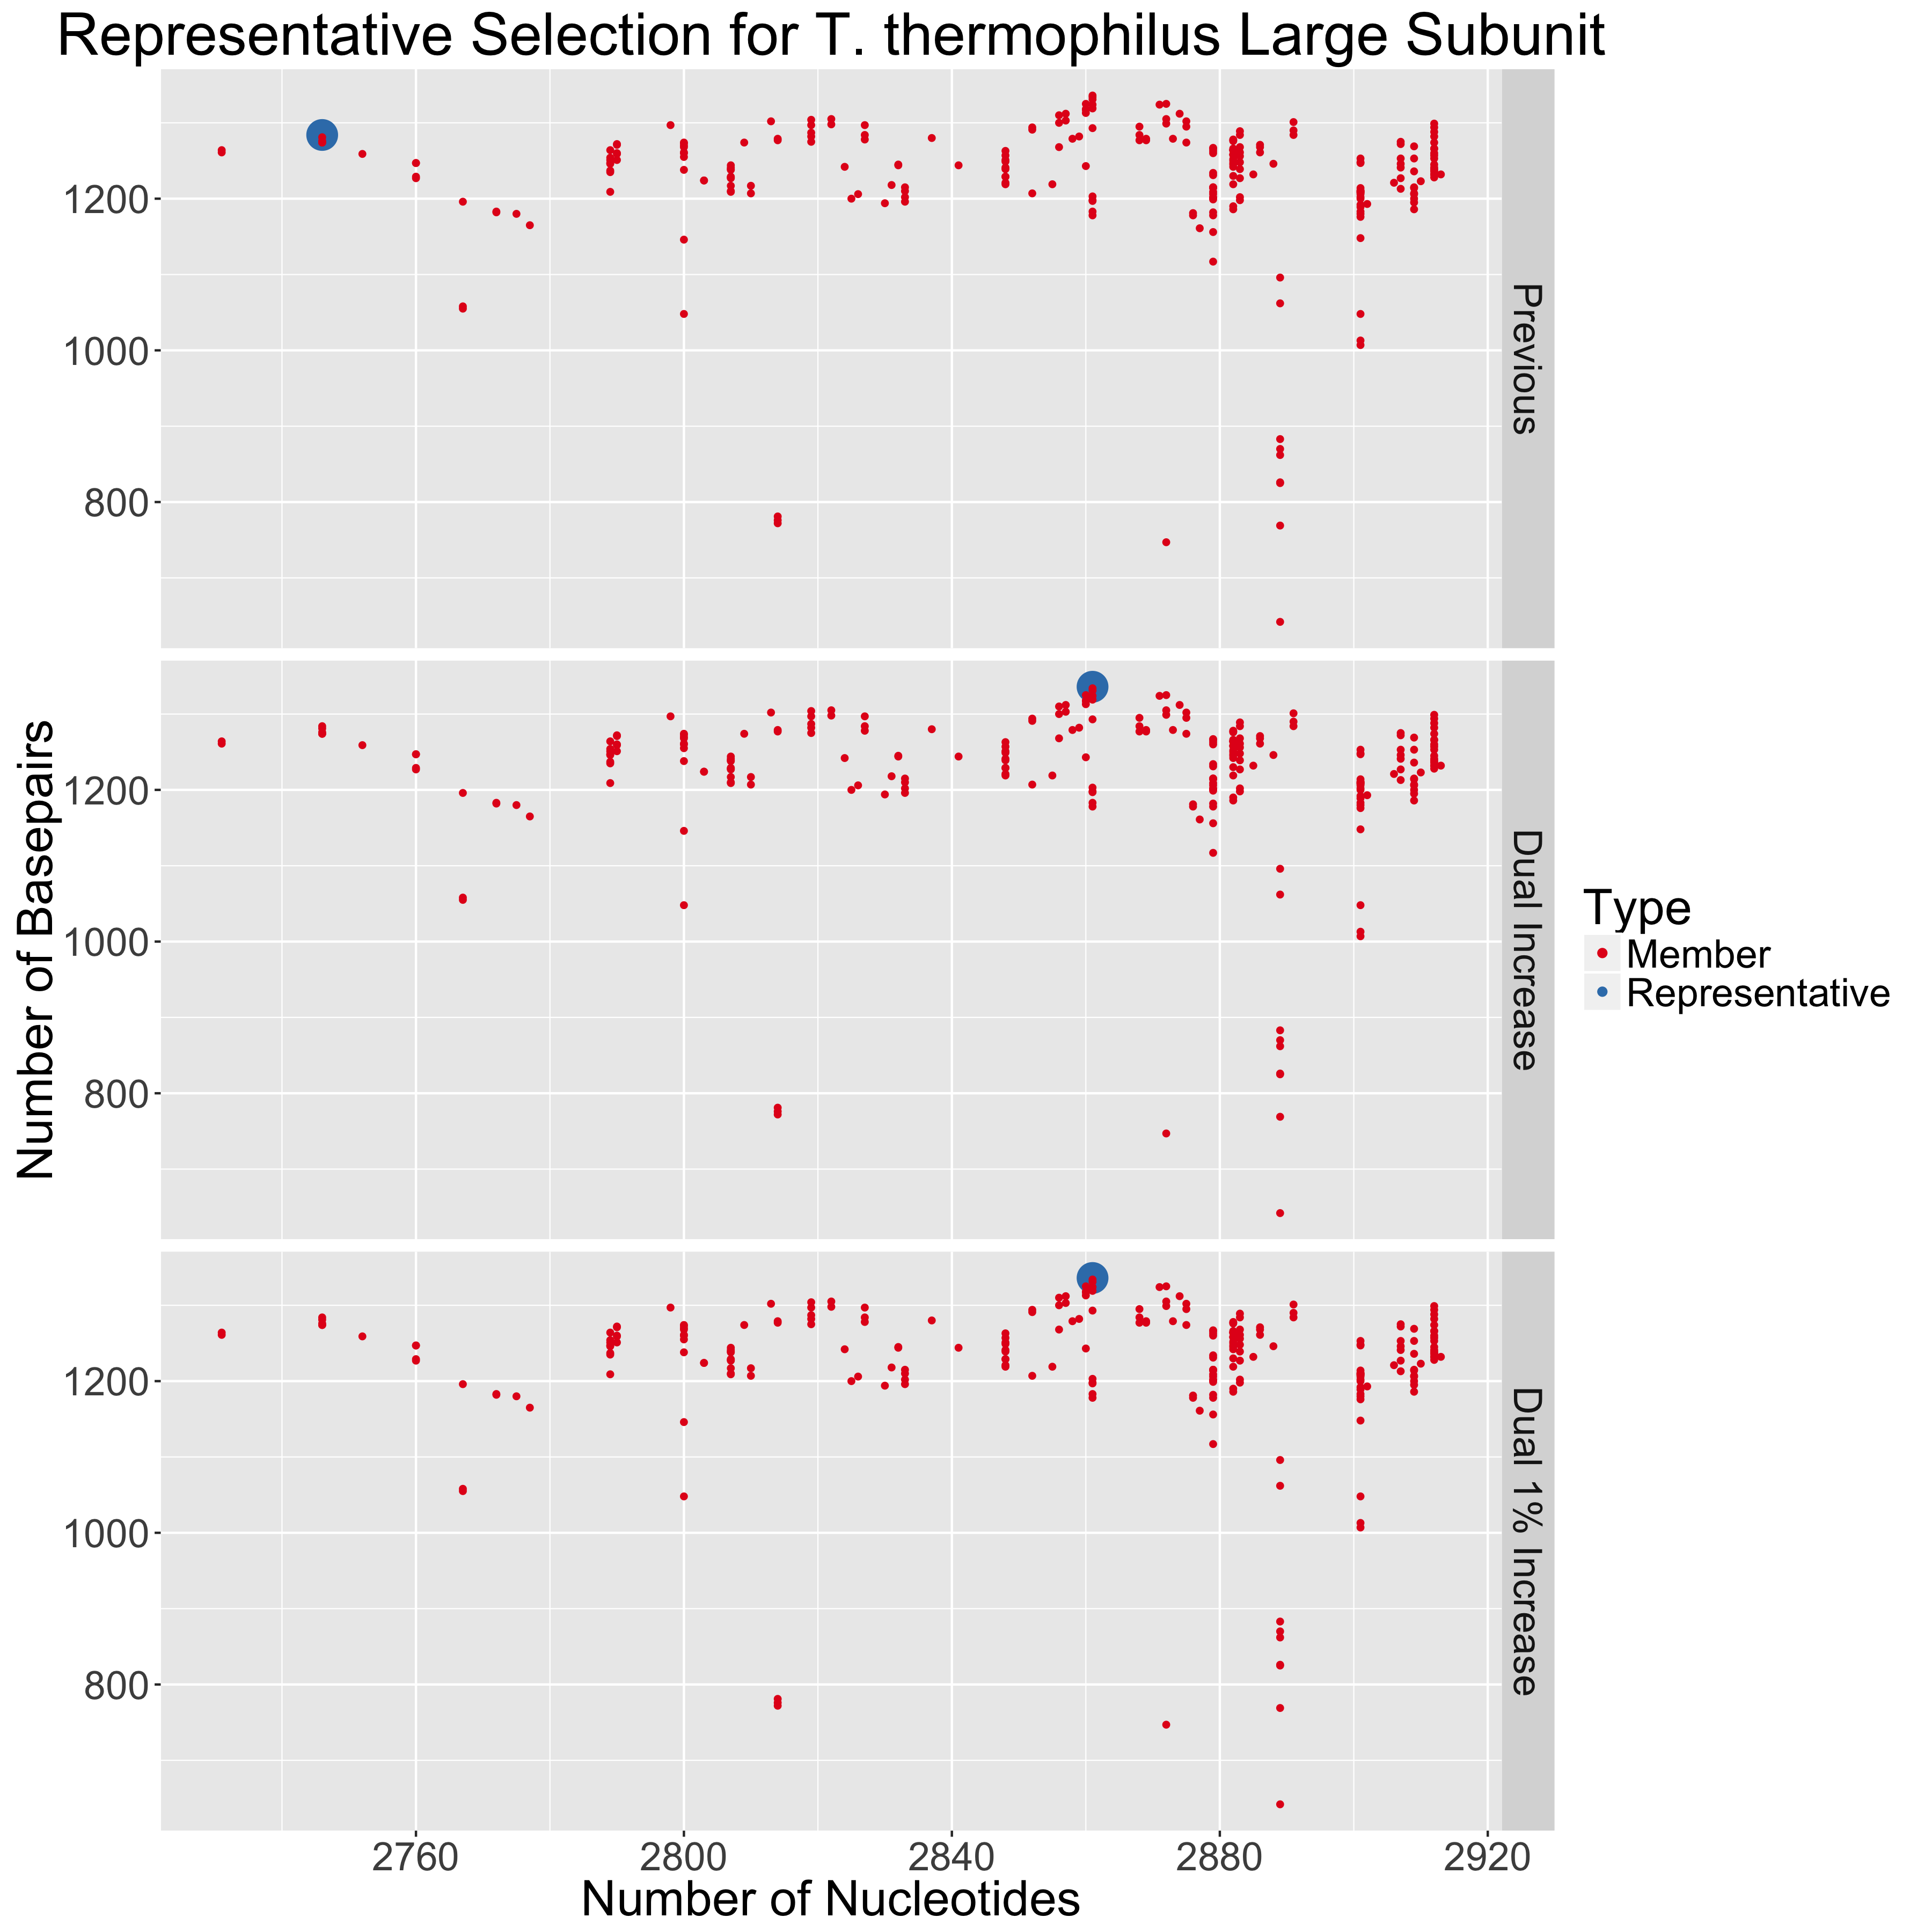 Representative Selection for T. thermophilus Large Subunit
Number of Basepairs
1200
1000
800
Previous
1200
1000
800
Dual Increase
1200
1000
800
Dual 1% Increase
2760
2800
2840
2880
2920
Number of Nucleotides
Type
Member
Representative